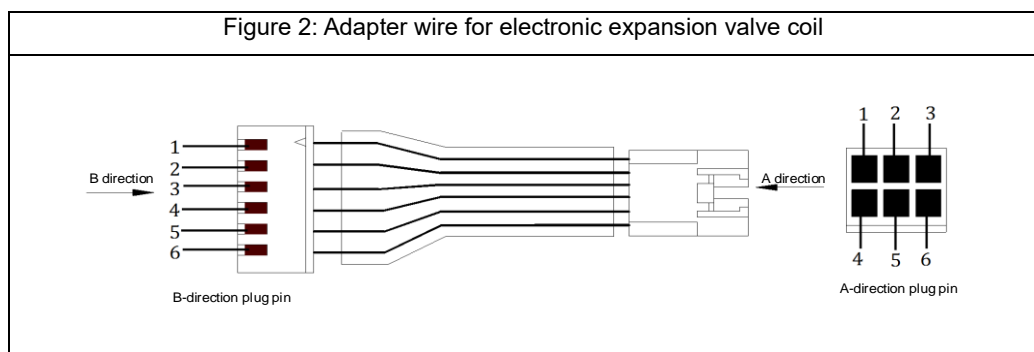 Figure 2: Adapter wire for electronic expansion valve coil
1 2 3
1
2
B direction
3
A direction
4
5
6
4 5 6
B-direction plug pin
A-direction plug pin